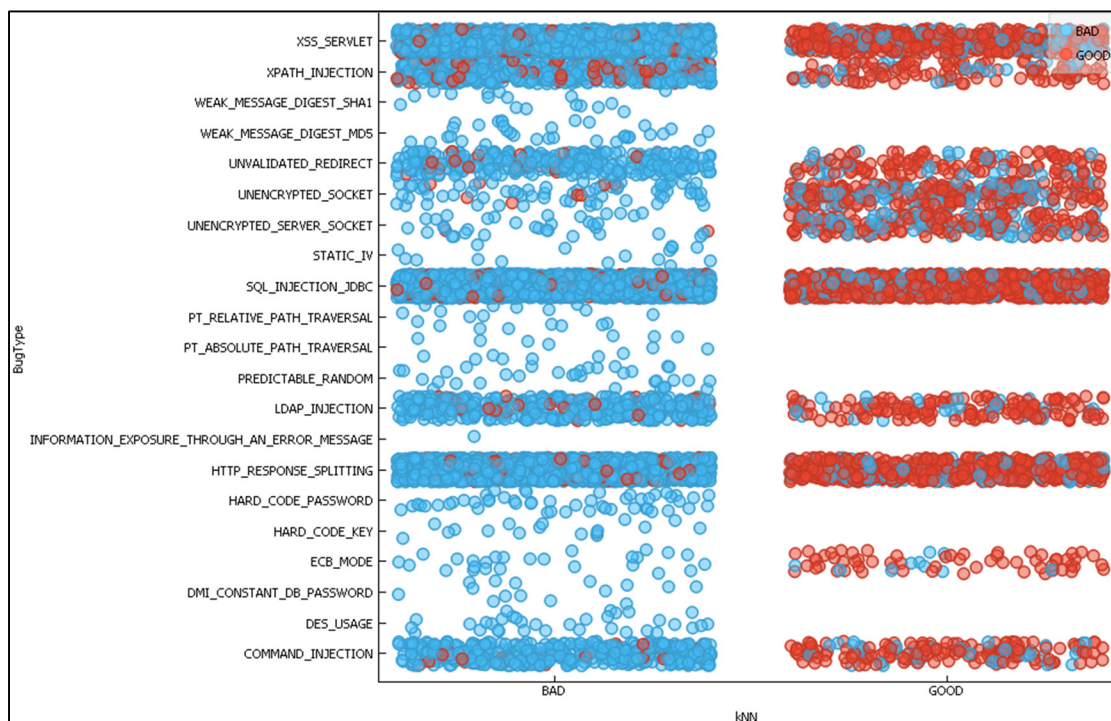 BAD
GOOD
XSS_SERVLET
XPATH_INJECTION
WEAK_MESSAGE_DIGEST_SHA1
WEAK_MESSAGE_DIGEST_MD5
UNVALIDATED_REDIRECT
UNENCRYPTED_SOCKET
UNENCRYPTED_SERVER_SOCKET
STATIC_IV
SQL_INJECTION_JDBC
PT_RELATIVE_PATH_TRAVERSAL
PT_ABSOLUTE_PATH_TRAVERSAL
PREDICTABLE_RANDOM
LDAP_INJECTION
INFORMATION_EXPOSURE_THROUGH_AN_ERROR_MESSAGE
HTTP_RESPONSE_SPLITTING
HARD_CODE_PASSWORD
HARD_CODE_KEY
ECB_MODE
DMI_CONSTANT_DB_PASSWORD
DES_USAGE
COMMAND_INJECTION
BugType
BAD
GOOD
kNN